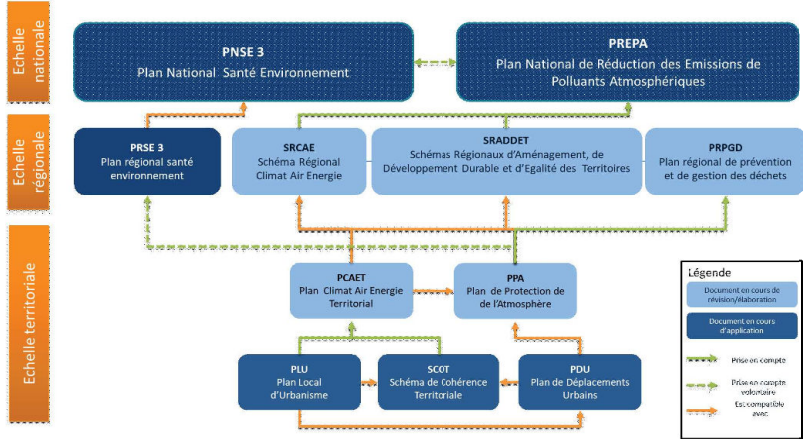 Echelle
nationale
PNSE 3
Plan National Santé Environnement
PREPA
Plan National de Réduction des Emissions de
Polluants Atmosphériques
Echelle
régionale
PRSE 3
Plan régional santé
environnement
SRCAE
Schéma Régional
Climat Air Energie
SRADDET
Schémas Régionaux d'Aménagement, de
Développement Durable et d'Egalité des Territoires
PRPGD
Plan régional de prévention
et de gestion des déchets
Echelle territoriale
PCAET
Plan Climat Air Energie
Territorial
PPA
Plan de Protection de
de l'Atmosphère
PLU
Plan Local
d'Urbanisme
SCOT
Schéma de Cohérence
Territoriale
PDU
Plan de Déplacements
Urbains
Légende
Document en cours de
révision/élaboration
Document en cours
d'application
Prise en compte
Prise en compte
volontaire
Est compatible
avec